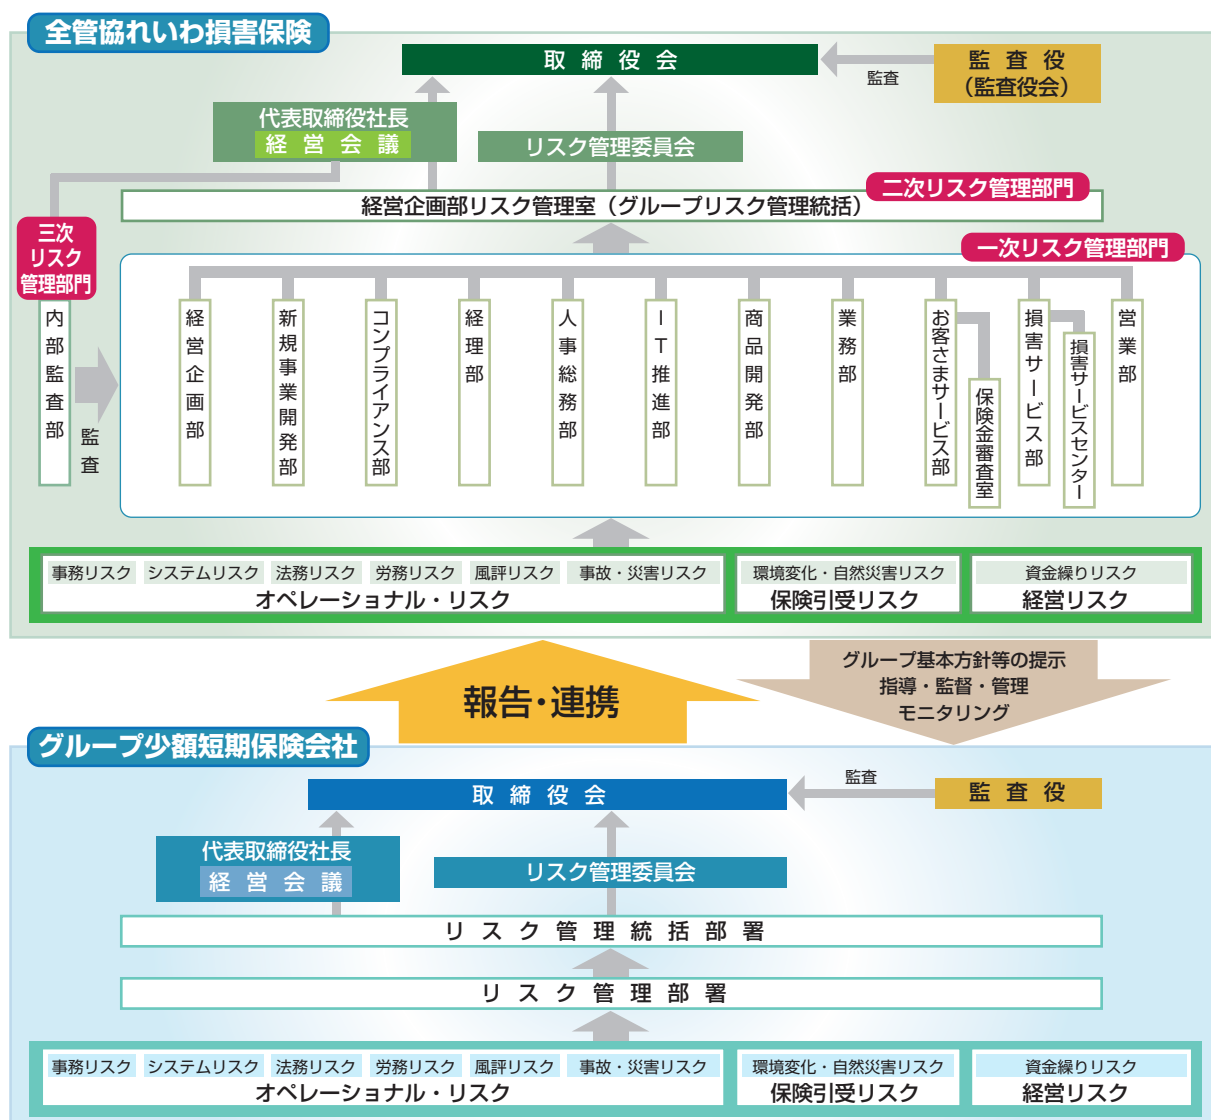 全管協れいわ損害保険
取締役会
監査
監査役
（監査役会）
代表取締役社長
経営会議
リスク管理委員会
二次リスク管理部門
経営企画部リスク管理室（グループリスク管理統括）
三次
リスク
管理部門
一次リスク管理部門
内部監査部
監査
経営企画部
新規事業開発部
コンプライアンス部
経理部
人事総務部
IT推進部
商品開発部
業務部
お客さまサービス部
保険金審査室
損害サービス部
損害サービスセンター
営業部
事務リスク
システムリスク
法務リスク
労務リスク
風評リスク
事故・災害リスク
オペレーショナル・リスク
環境変化・自然災害リスク
保険引受リスク
資金繰りリスク
経営リスク
報告・連携
グループ基本方針等の提示
指導・監督・管理
モニタリング
グループ少額短期保険会社
取締役会
監査
監査役
代表取締役社長
経営会議
リスク管理委員会
リスク管理統括部署
リスク管理部署
事務リスク
システムリスク
法務リスク
労務リスク
風評リスク
事故・災害リスク
オペレーショナル・リスク
環境変化・自然災害リスク
保険引受リスク
資金繰りリスク
経営リスク